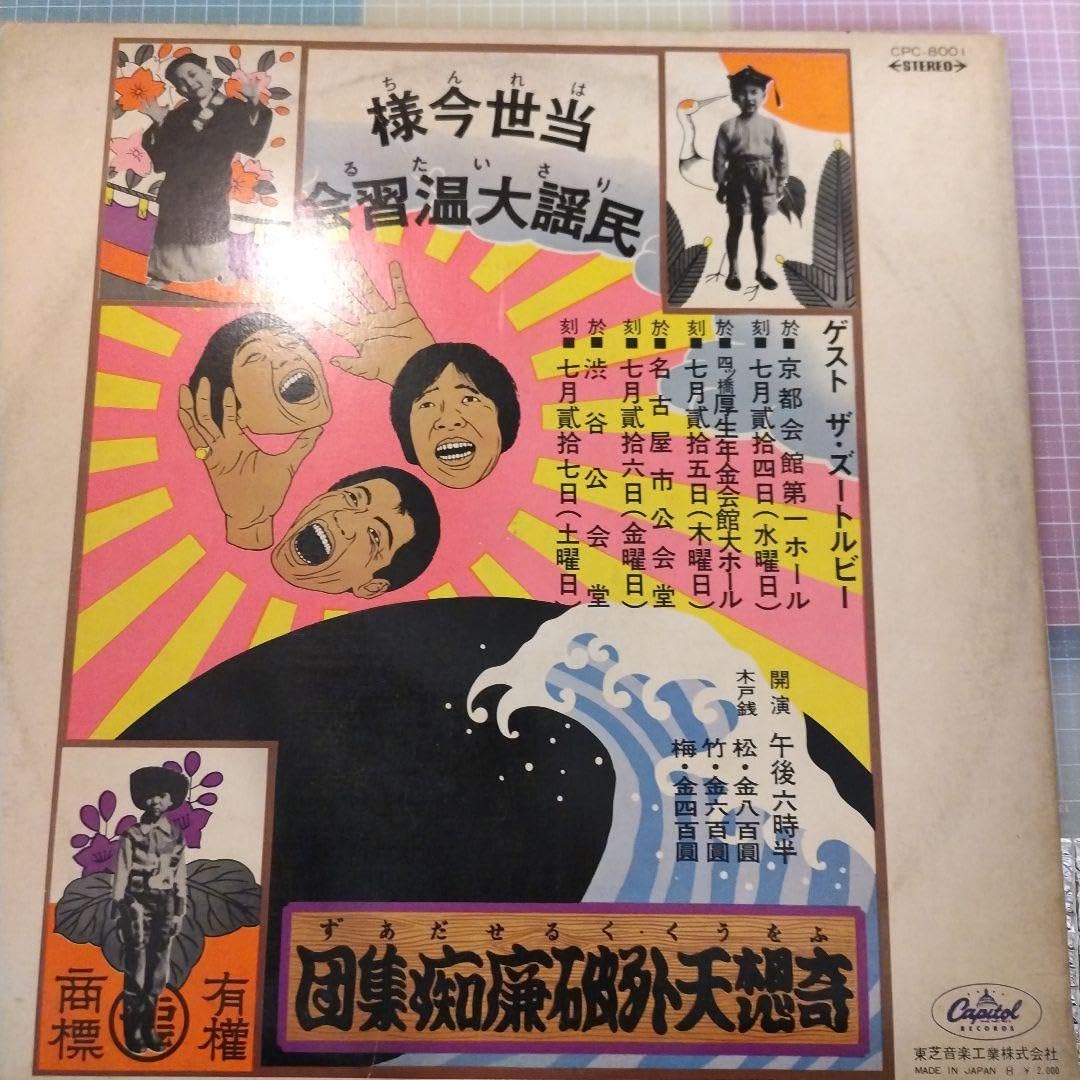 CPC-8001
STEREO
はれんち
当世今様
りさいたる
民謡大温習会
ゲスト ザ・ズートルビー
於■京都会館第一ホール
刻■七月貳拾四日(水曜日)
於■四ツ橋厚生年金会館大ホール
刻■七月貳拾五日(木曜日)
於■名古屋市公会堂
刻■七月貳拾六日(金曜日)
於■渋谷公会堂
刻■七月貳拾七日(土曜日)
開演 午後六時半
木戸銭 松・金八百圓
竹・金六百圓
梅・金四百圓
ふをうく・くるせだあず
奇想天外破廉痴集団
有權
商標
Capitol
RECORDS
東芝音楽工業株式会社
MADE IN JAPAN Ⓗ ¥2,000